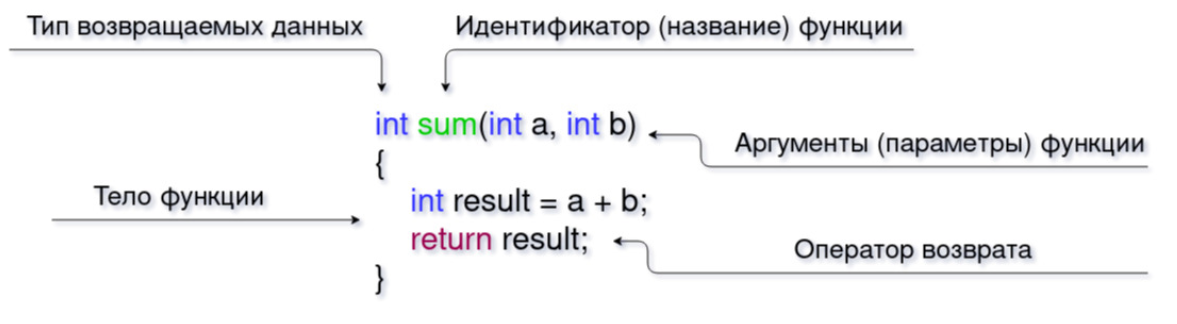 Тип возвращаемых данных
Идентификатор (название) функции
int sum(int a, int b)
Аргументы (параметры) функции
{
Тело функции
int result = a + b;
return result;
Оператор возврата
}